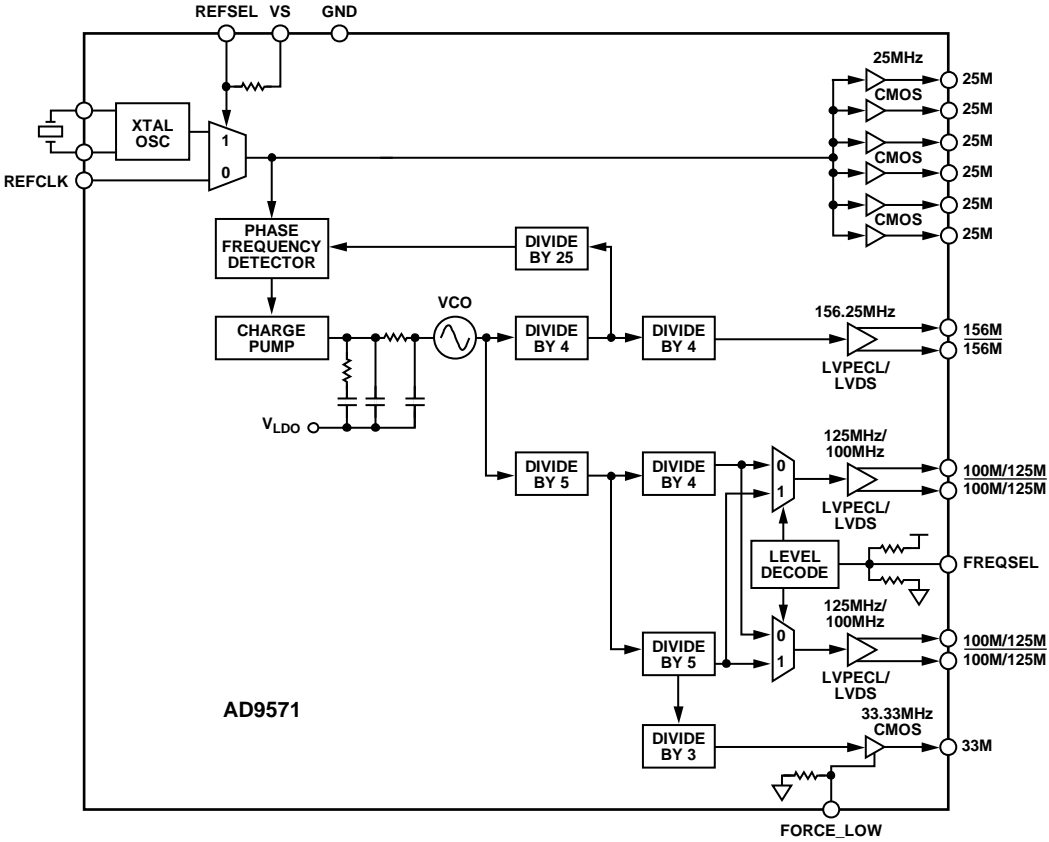 REFSEL VS GND
25MHz
25M
CMOS
25M
XTAL
OSC
1
0
25M
CMOS
25M
REFCLK
25M
CMOS
25M
PHASE
FREQUENCY
DETECTOR
DIVIDE
BY 25
VCO
156.25MHz
CHARGE
PUMP
DIVIDE
BY 4
DIVIDE
BY 4
156M
156M
LVPECL/
LVDS
VLDO
125MHz/
100MHz
DIVIDE
BY 5
DIVIDE
BY 4
0
1
100M/125M
100M/125M
LVPECL/
LVDS
LEVEL
DECODE
FREQSEL
125MHz/
100MHz
DIVIDE
BY 5
0
1
100M/125M
100M/125M
LVPECL/
LVDS
AD9571
33.33MHz
CMOS
DIVIDE
BY 3
33M
FORCE_LOW